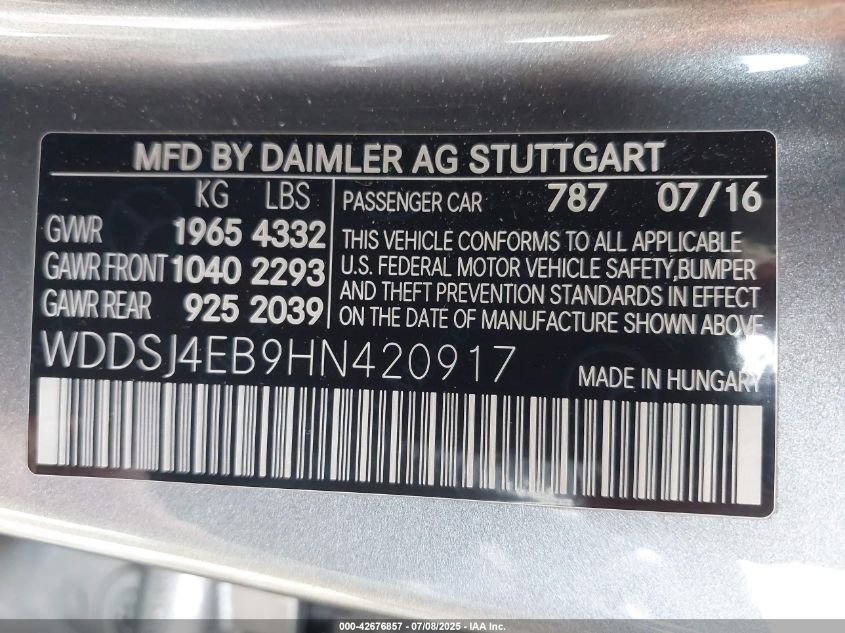 MFD BY DAIMLER AG STUTTGART
KG LBS
GVWR 1965 4332
GAWR FRONT 1040 2293
GAWR REAR 925 2039
PASSENGER CAR 787 07/16
THIS VEHICLE CONFORMS TO ALL APPLICABLE
U.S. FEDERAL MOTOR VEHICLE SAFETY,BUMPER
AND THEFT PREVENTION STANDARDS IN EFFECT
ON THE DATE OF MANUFACTURE SHOWN ABOVE
WDDSJ4EB9HN420917
MADE IN HUNGARY
000-42676857 - 07/08/2025 - IAA Inc.